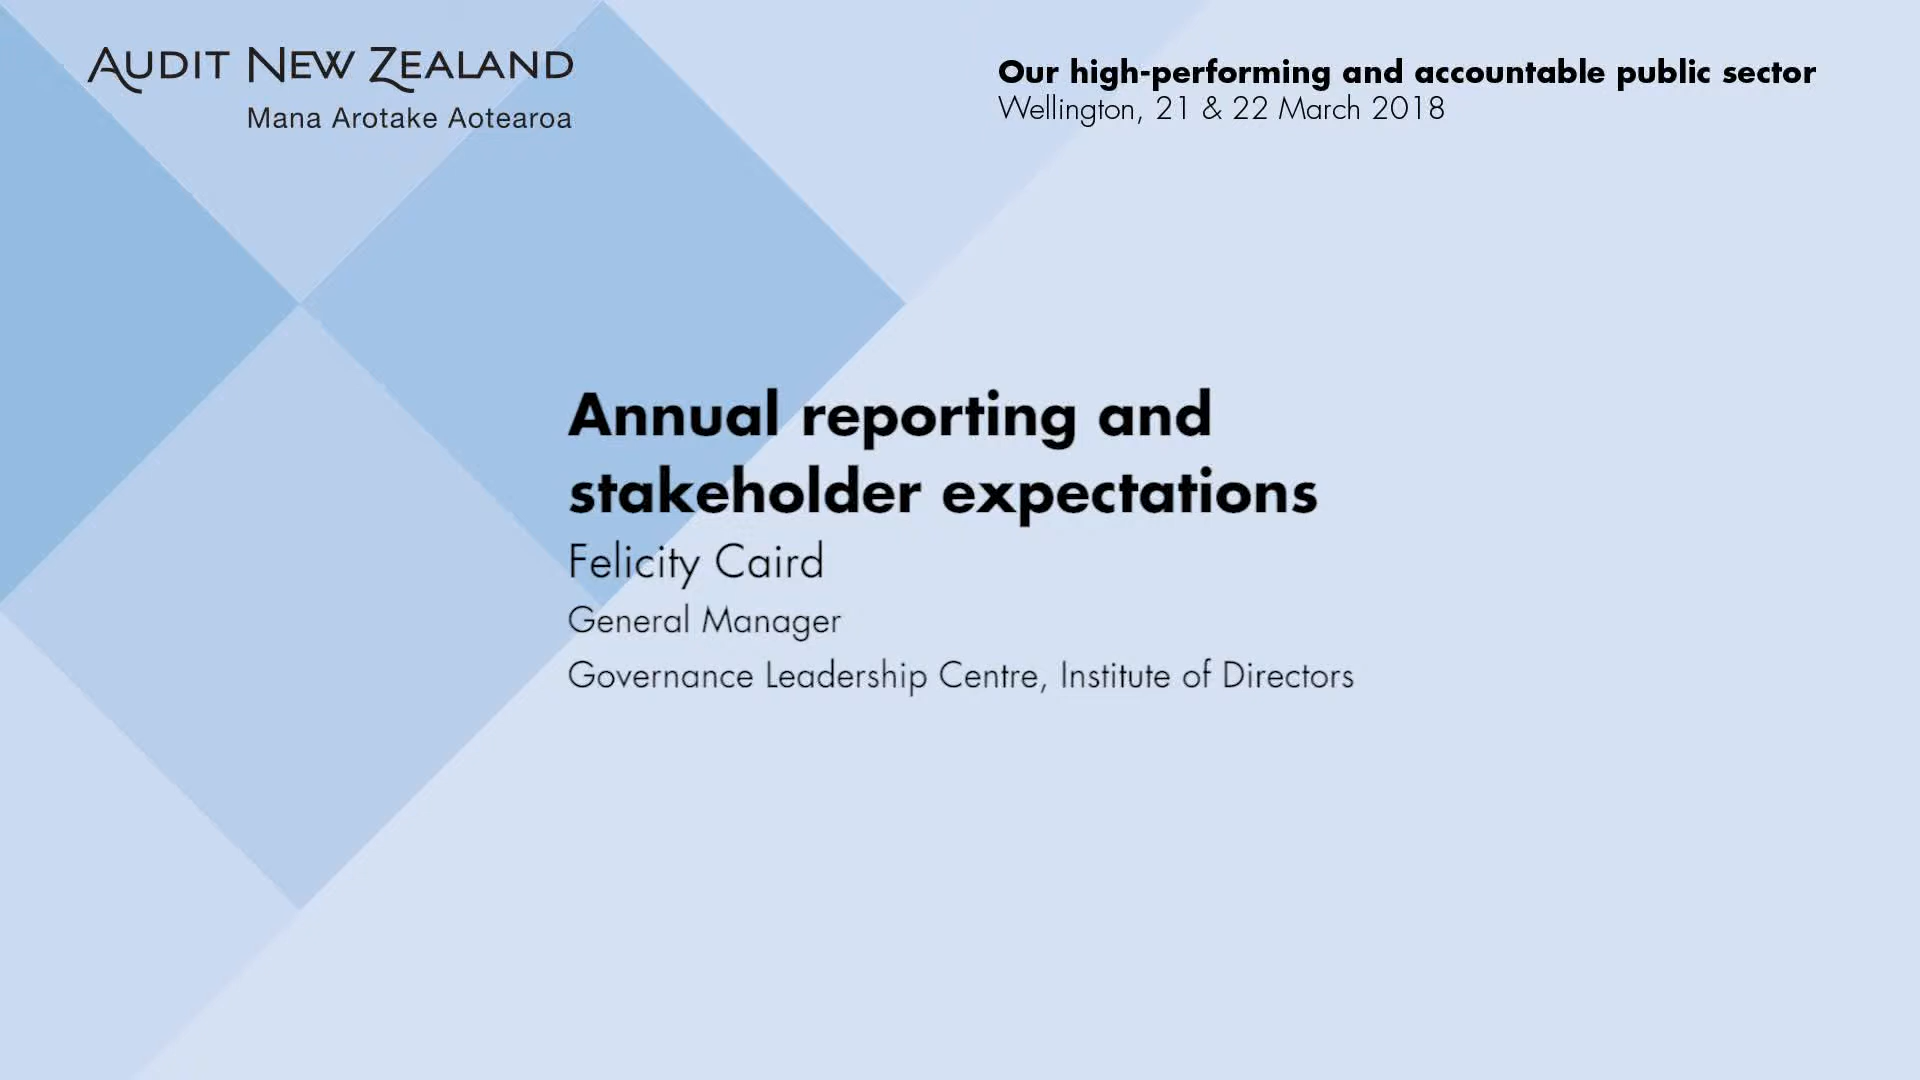 AUDIT NEW ZEALAND
Mana Arotake Aotearoa
Our high-performing and accountable public sector
Wellington, 21 & 22 March 2018
Annual reporting and
stakeholder expectations
Felicity Caird
General Manager
Governance Leadership Centre, Institute of Directors